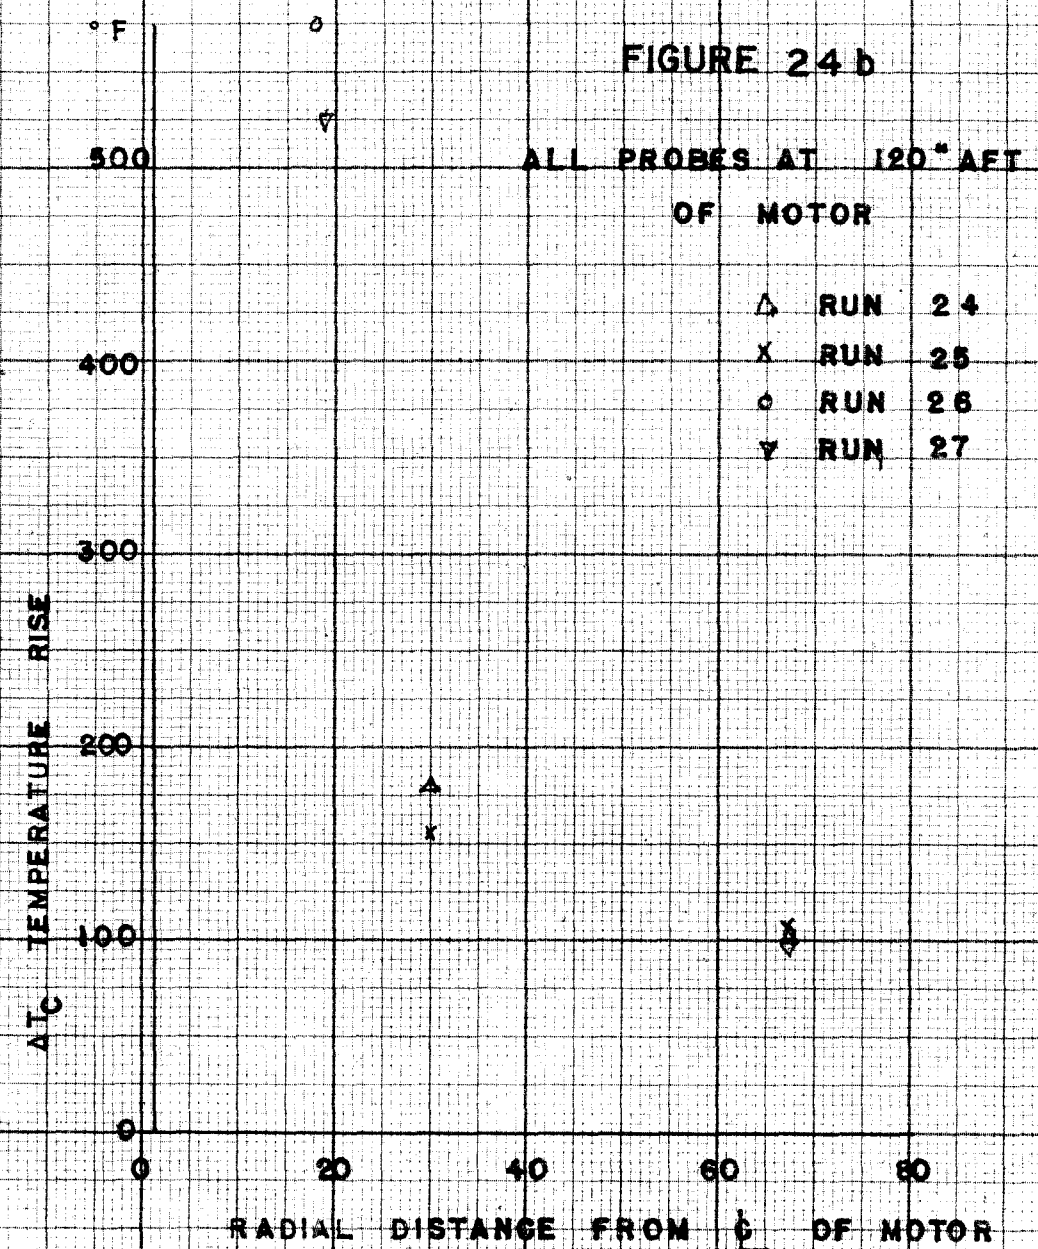 ° F
FIGURE 24 b
500
ALL PROBES AT 120" AFT
OF MOTOR
△ RUN 24
x RUN 25
400
o RUN 26
▽ RUN 27
300
200
100
0
ΔTC TEMPERATURE RISE
0 20 40 60 80
RADIAL DISTANCE FROM ℄ OF MOTOR